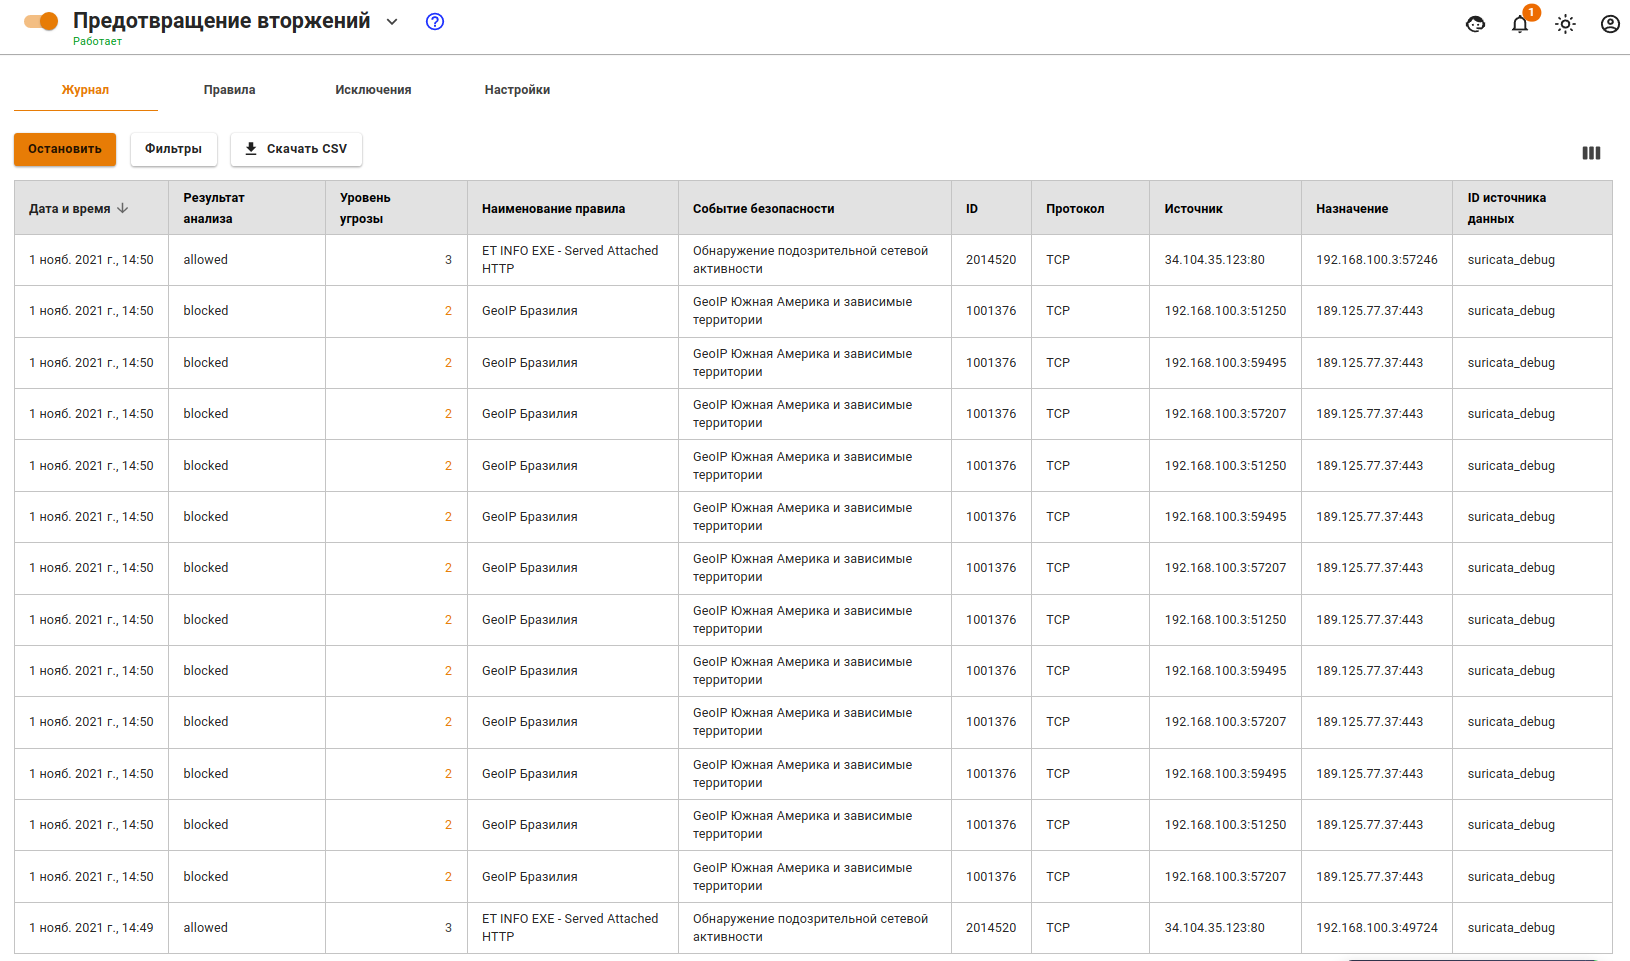 Предотвращение вторжений
1
Работает
Журнал Правила Исключения Настройки
Остановить Фильтры Скачать CSV
Дата и время Результат анализа Уровень угрозы Наименование правила Событие безопасности ID Протокол Источник Назначение ID источника данных
1 нояб. 2021 г., 14:50 allowed 3 ET INFO EXE - Served Attached HTTP Обнаружение подозрительной сетевой активности 2014520 TCP 34.104.35.123:80 192.168.100.3:57246 suricata_debug
1 нояб. 2021 г., 14:50 blocked 2 GeoIP Бразилия GeoIP Южная Америка и зависимые территории 1001376 TCP 192.168.100.3:51250 189.125.77.37:443 suricata_debug
1 нояб. 2021 г., 14:50 blocked 2 GeoIP Бразилия GeoIP Южная Америка и зависимые территории 1001376 TCP 192.168.100.3:59495 189.125.77.37:443 suricata_debug
1 нояб. 2021 г., 14:50 blocked 2 GeoIP Бразилия GeoIP Южная Америка и зависимые территории 1001376 TCP 192.168.100.3:57207 189.125.77.37:443 suricata_debug
1 нояб. 2021 г., 14:50 blocked 2 GeoIP Бразилия GeoIP Южная Америка и зависимые территории 1001376 TCP 192.168.100.3:51250 189.125.77.37:443 suricata_debug
1 нояб. 2021 г., 14:50 blocked 2 GeoIP Бразилия GeoIP Южная Америка и зависимые территории 1001376 TCP 192.168.100.3:59495 189.125.77.37:443 suricata_debug
1 нояб. 2021 г., 14:50 blocked 2 GeoIP Бразилия GeoIP Южная Америка и зависимые территории 1001376 TCP 192.168.100.3:57207 189.125.77.37:443 suricata_debug
1 нояб. 2021 г., 14:50 blocked 2 GeoIP Бразилия GeoIP Южная Америка и зависимые территории 1001376 TCP 192.168.100.3:51250 189.125.77.37:443 suricata_debug
1 нояб. 2021 г., 14:50 blocked 2 GeoIP Бразилия GeoIP Южная Америка и зависимые территории 1001376 TCP 192.168.100.3:59495 189.125.77.37:443 suricata_debug
1 нояб. 2021 г., 14:50 blocked 2 GeoIP Бразилия GeoIP Южная Америка и зависимые территории 1001376 TCP 192.168.100.3:57207 189.125.77.37:443 suricata_debug
1 нояб. 2021 г., 14:50 blocked 2 GeoIP Бразилия GeoIP Южная Америка и зависимые территории 1001376 TCP 192.168.100.3:59495 189.125.77.37:443 suricata_debug
1 нояб. 2021 г., 14:50 blocked 2 GeoIP Бразилия GeoIP Южная Америка и зависимые территории 1001376 TCP 192.168.100.3:51250 189.125.77.37:443 suricata_debug
1 нояб. 2021 г., 14:50 blocked 2 GeoIP Бразилия GeoIP Южная Америка и зависимые территории 1001376 TCP 192.168.100.3:57207 189.125.77.37:443 suricata_debug
1 нояб. 2021 г., 14:49 allowed 3 ET INFO EXE - Served Attached HTTP Обнаружение подозрительной сетевой активности 2014520 TCP 34.104.35.123:80 192.168.100.3:49724 suricata_debug